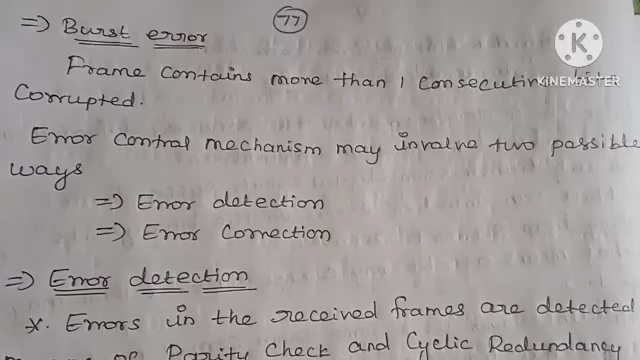 77
=> Burst error
K
KINEMASTER
Frame contains more than 1 consecutive
corrupted.
Error control mechanism may involve two possible
ways
=> Error detection
=> Error Correction
=> Error detection
*. Errors in the received frames are detected
of Parity Check and Cyclic Redundancy